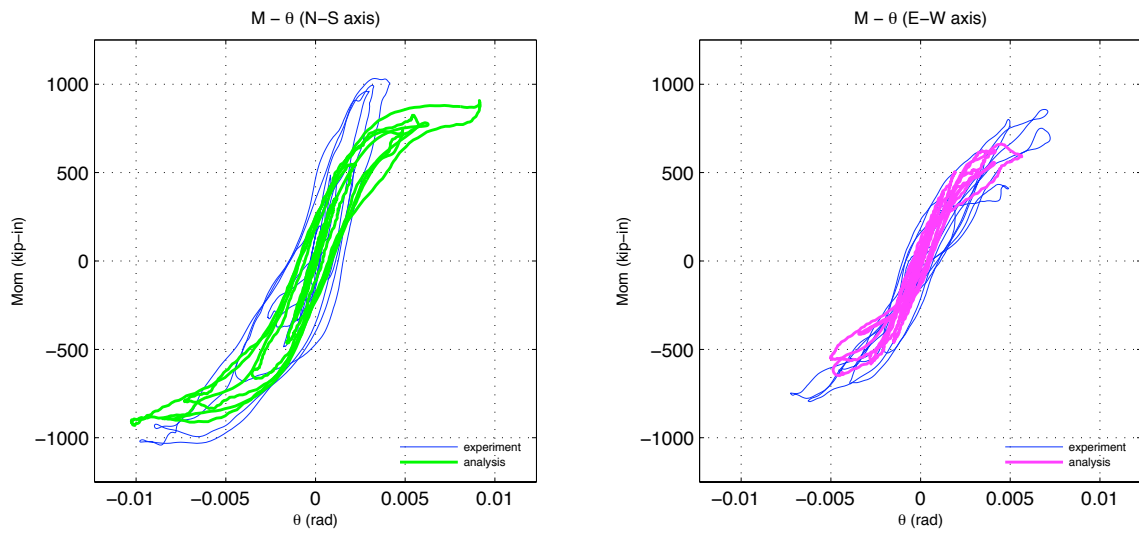 M − θ (N−S axis)
1000
500
0
−500
−1000
Mom (kip−in)
−0.01
−0.005
0
0.005
0.01
θ (rad)
experiment
analysis
M − θ (E−W axis)
1000
500
0
−500
−1000
Mom (kip−in)
−0.01
−0.005
0
0.005
0.01
θ (rad)
experiment
analysis